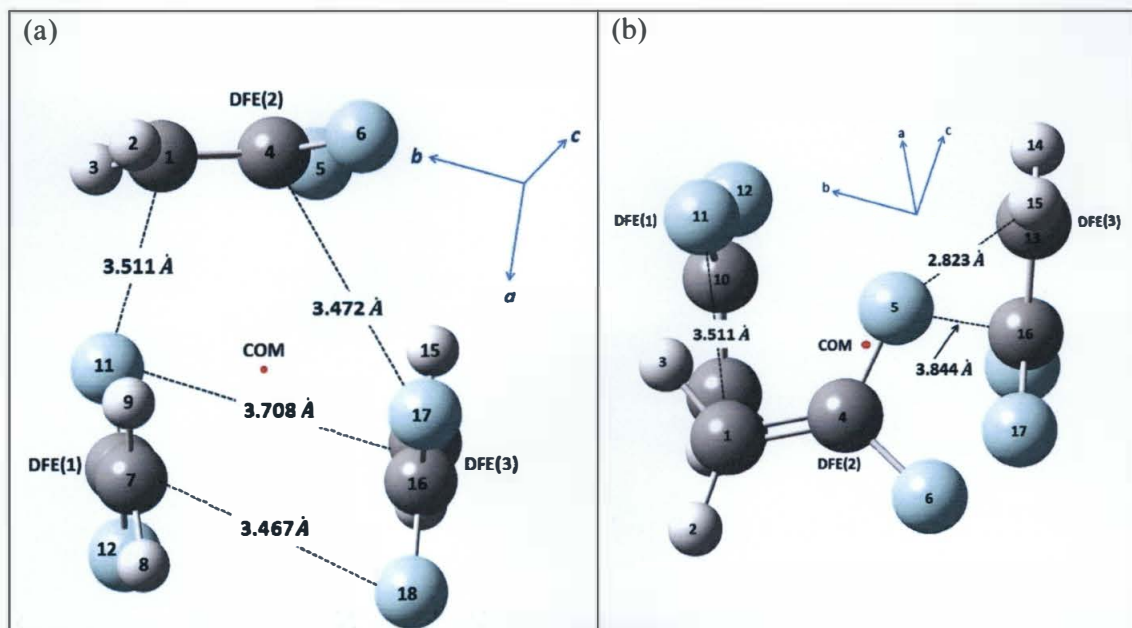 (a)
DFE(2)
2
3
1
4
5
6
b
c
a
3.511 Å
3.472 Å
COM
15
11
9
3.708 Å
17
DFE(1)
7
16
DFE(3)
3.467 Å
12
8
18
(b)
a
c
b
14
12
11
15
DFE(1)
13
DFE(3)
10
2.823 Å
5
3.511 Å
COM
16
3
3.844 Å
1
4
17
DFE(2)
6
2